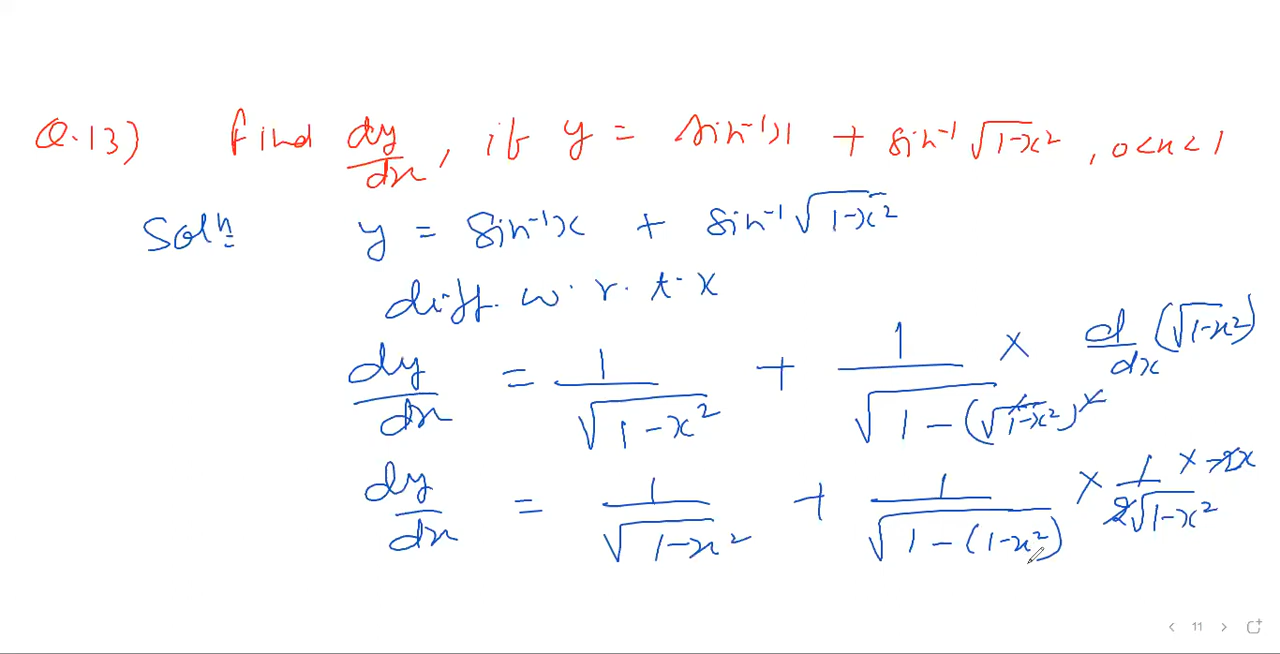 Q.13) Find dy/dx, if y = sin⁻¹x + sin⁻¹ √(1-x²), 0<x<1
Solⁿ: y = sin⁻¹x + sin⁻¹ √(1-x²)
diff. w.r.t. x
dy/dx = 1/√(1-x²) + 1/√(1-(√(1-x²))²) × d/dx (√(1-x²))
dy/dx = 1/√(1-x²) + 1/√(1-(1-x²)) × 1/(2√(1-x²)) × -2x
< 11 >